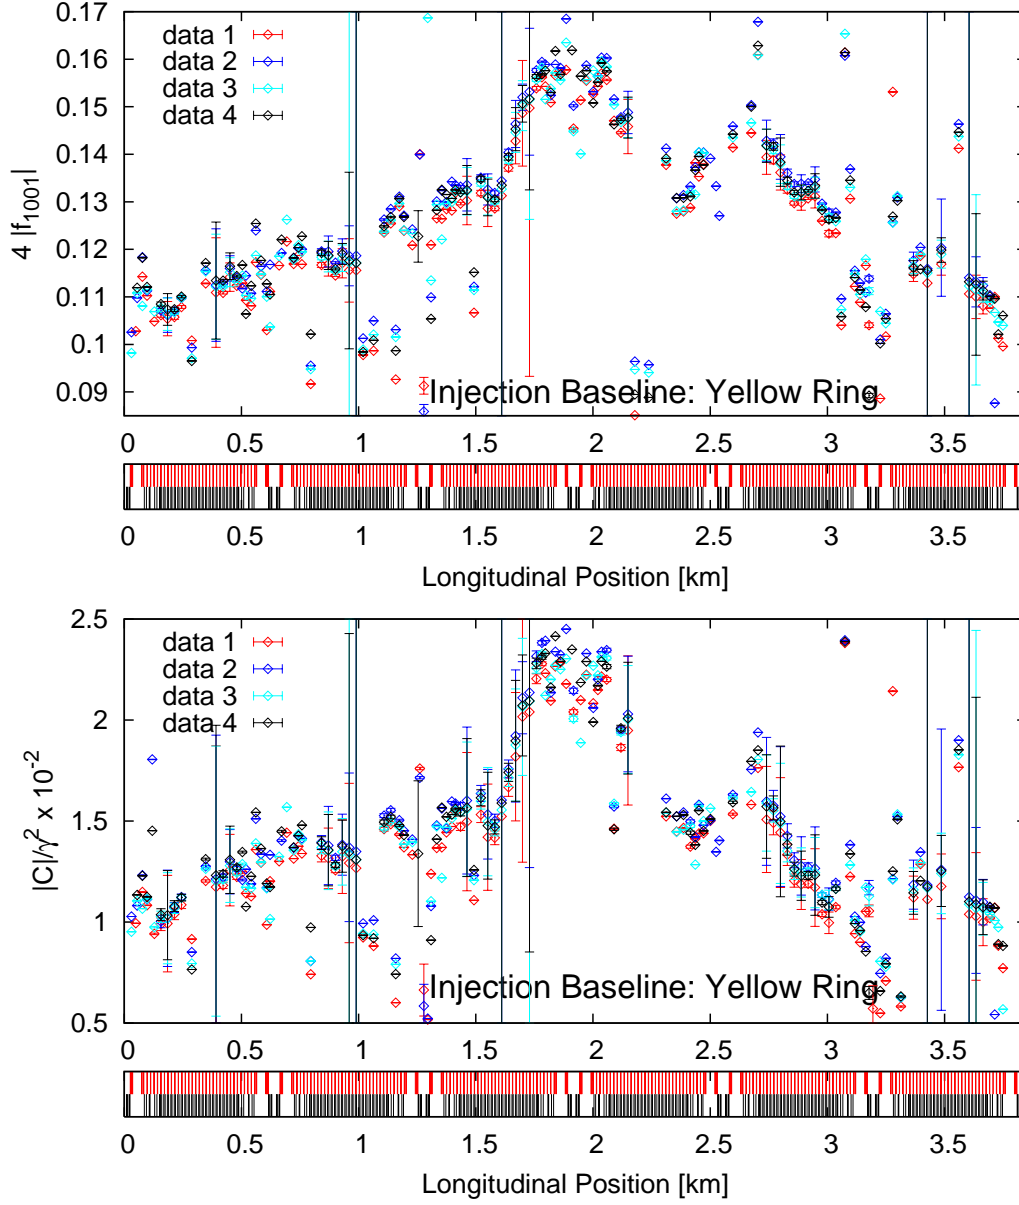 0.17
0.16
0.15
0.14
0.13
0.12
0.11
0.1
0.09
4 |f1001|
data 1
data 2
data 3
data 4
Injection Baseline: Yellow Ring
0 0.5 1 1.5 2 2.5 3 3.5
0 0.5 1 1.5 2 2.5 3 3.5
Longitudinal Position [km]
2.5
2
1.5
1
0.5
|C|/γ² x 10⁻²
data 1
data 2
data 3
data 4
Injection Baseline: Yellow Ring
0 0.5 1 1.5 2 2.5 3 3.5
0 0.5 1 1.5 2 2.5 3 3.5
Longitudinal Position [km]